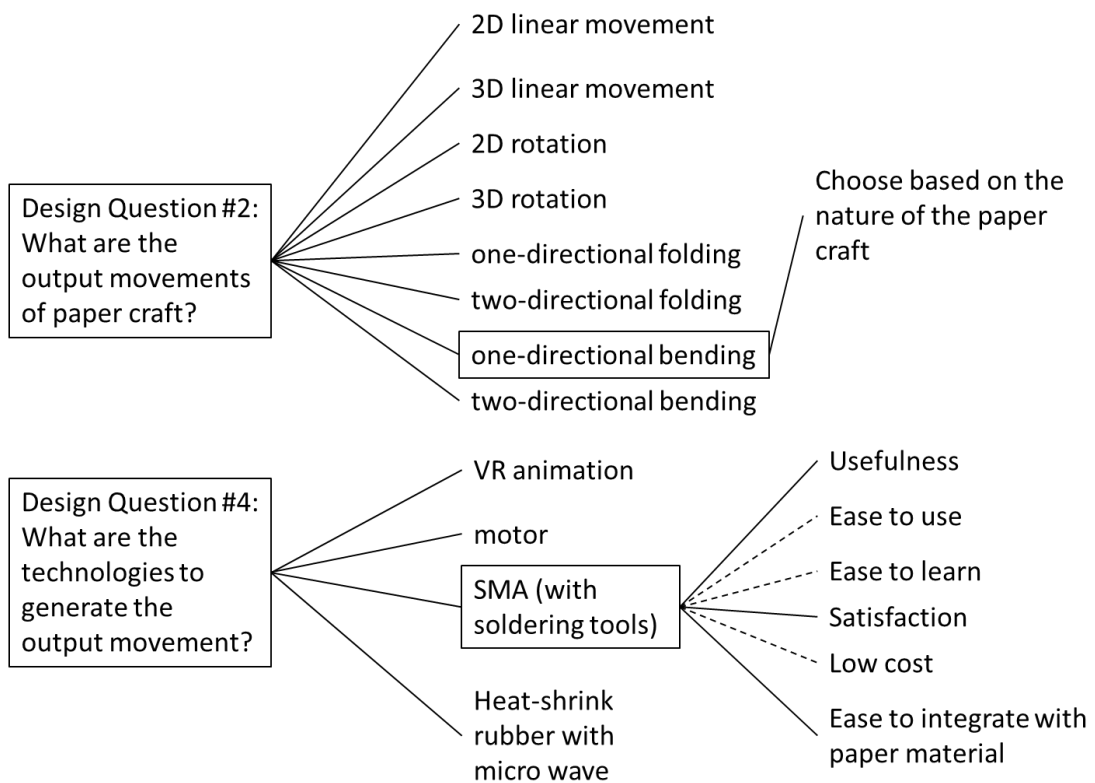 Design Question #2:
What are the
output movements
of paper craft?
2D linear movement
3D linear movement
2D rotation
3D rotation
one-directional folding
two-directional folding
one-directional bending
two-directional bending
Choose based on the
nature of the paper
craft
Design Question #4:
What are the
technologies to
generate the
output movement?
VR animation
motor
SMA (with
soldering tools)
Heat-shrink
rubber with
micro wave
Usefulness
Ease to use
Ease to learn
Satisfaction
Low cost
Ease to integrate with
paper material